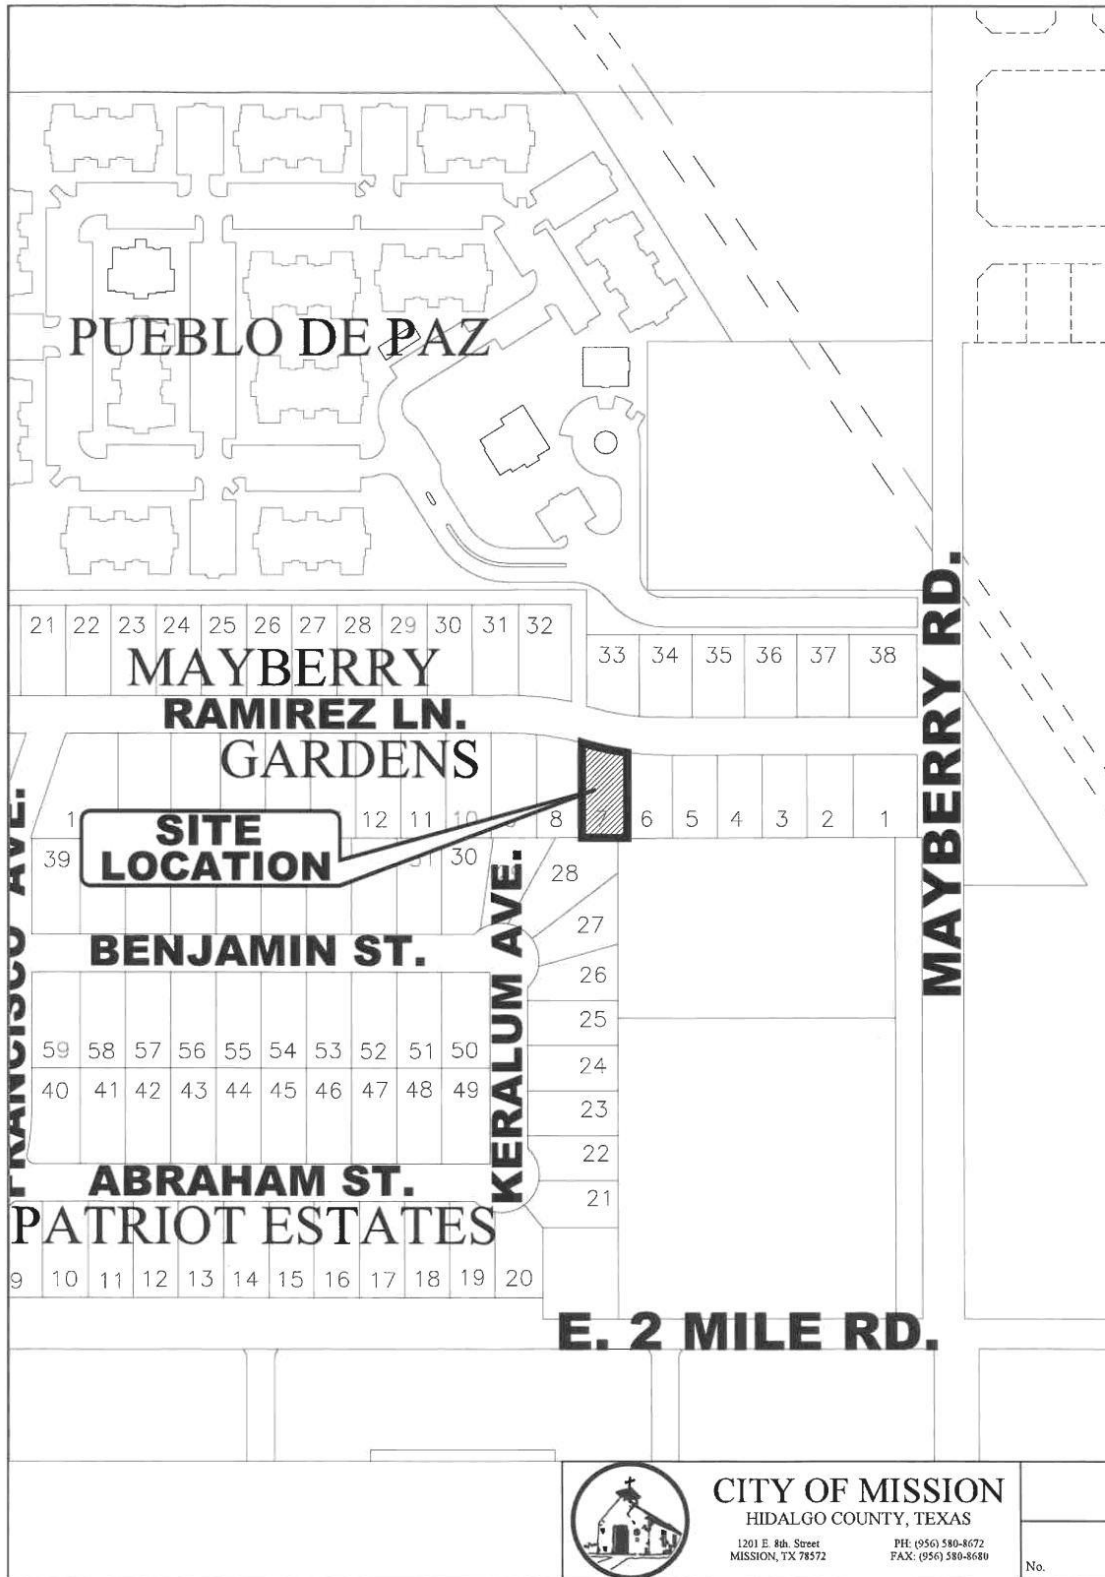 PUEBLO DE PAZ
21 22 23 24 25 26 27 28 29 30 31 32
33 34 35 36 37 38
MAYBERRY
RAMIREZ LN.
GARDENS
MAYBERRY RD.
12 11 10 8 7 6 5 4 3 2 1
SITE
LOCATION
39 30
28
27
26
25
24
23
22
21
FRANCISCO AVE.
KERALUM AVE.
BENJAMIN ST.
59 58 57 56 55 54 53 52 51 50
40 41 42 43 44 45 46 47 48 49
ABRAHAM ST.
PATRIOT ESTATES
9 10 11 12 13 14 15 16 17 18 19 20
E. 2 MILE RD.
CITY OF MISSION
HIDALGO COUNTY, TEXAS
1201 E. 8th. Street PH: (956) 580-8672
MISSION, TX 78572 FAX: (956) 580-8680
No.